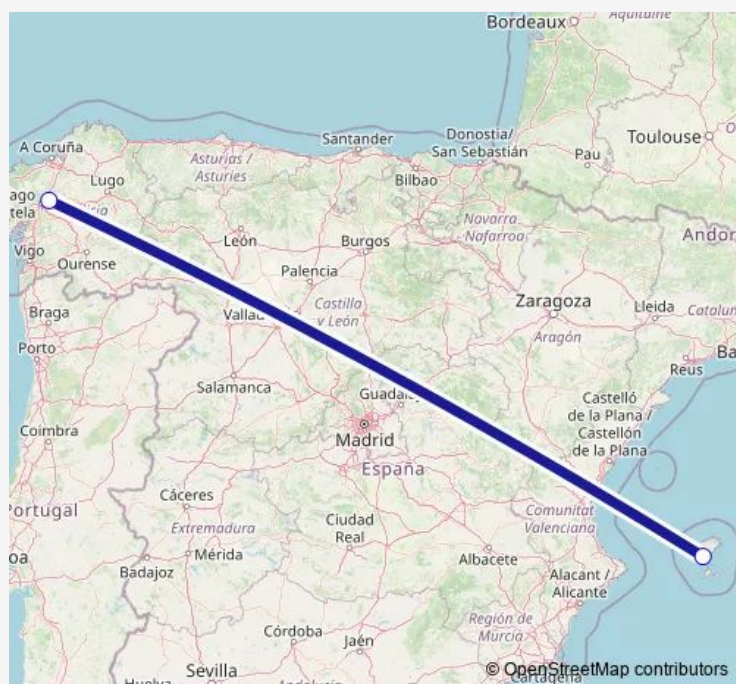 Bordeaux
Aquitaine
Donostia/
San Sebastián
Santander
Toulouse
A Coruña
Asturias /
Asturies
Pau
Bilbao
Lugo
Navarra
Nafarroa
León
Burgos
Vigo
Ourense
Palencia
Zaragoza
Lleida
Castilla
y León
Braga
Aragón
Porto
Reus
Salamanca
Castelló
de la Plana /
Castellón
de la Plana
Madrid
Coimbra
España
Cáceres
Comunitat
Valenciana
Portugal
Extremadura
Ciudad
Real
Mérida
Albacete
Badajoz
Alacant /
Alicante
Región de
Murcia
Córdoba
Jaén
Sevilla
© OpenStreetMap contributors